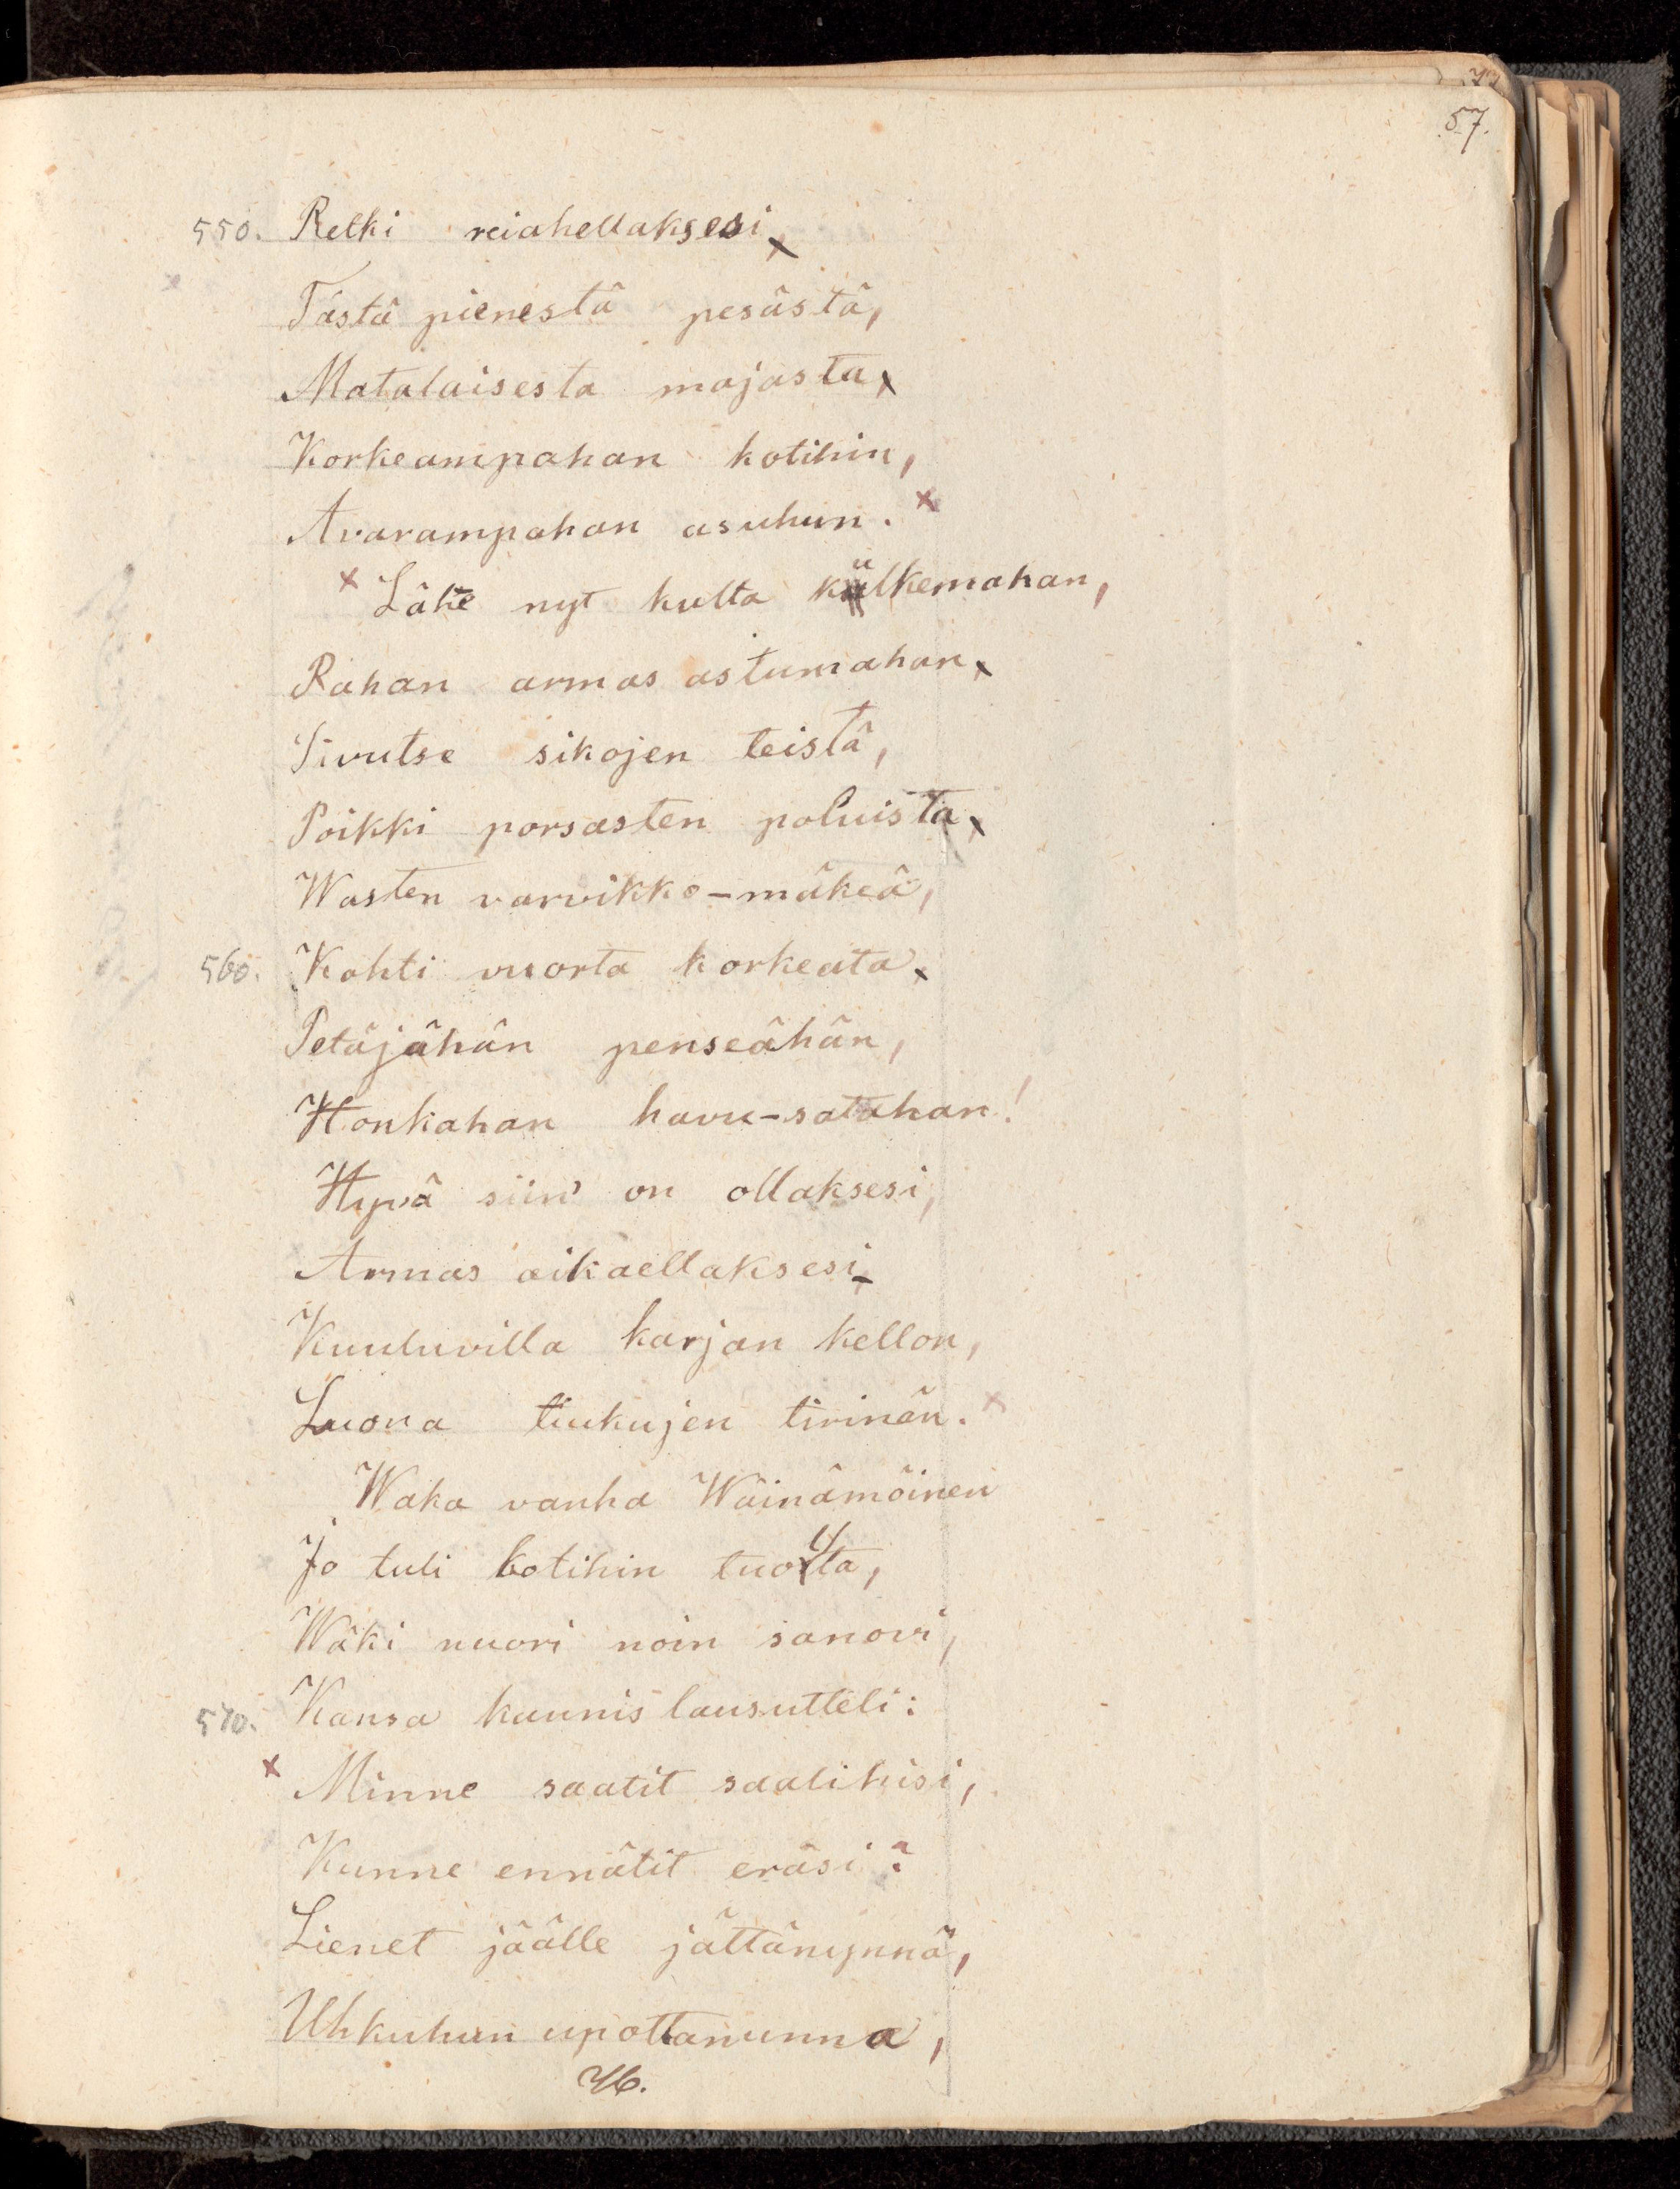 57.
550. Retki reiahellaksesi
Tästä pienestä pesästä,
Matalaisesta majasta
Korkeampahan kotihin,
Avarampahan asuhun. x
x Lähe nyt kulta külkemahan,
Rahan armas astumahan
Sivutse sikojen teistä,
Poikki porsasten poluista
Wasten varvikko-mäkeä,
560. Kohti vuorta korkeata
Petäjähän penseähän,
Honkahan havu-satahan!
Hyvä siin' on ollaksesi,
Armas aikaellaksesi
Kuuluvilla karjan kellon,
Luona tiukujen tirinän. x
Waka vanha Wäinämöinen
Jo tuli kotihin tuolta,
Wäki nuori noin sanovi,
570. Kansa kaunis lausutteli:
x Minne saatit saalihisi,
Kunne ennätit eräsi?
Lienet jäälle jättänynnä,
Uhkuhun upottanunna,